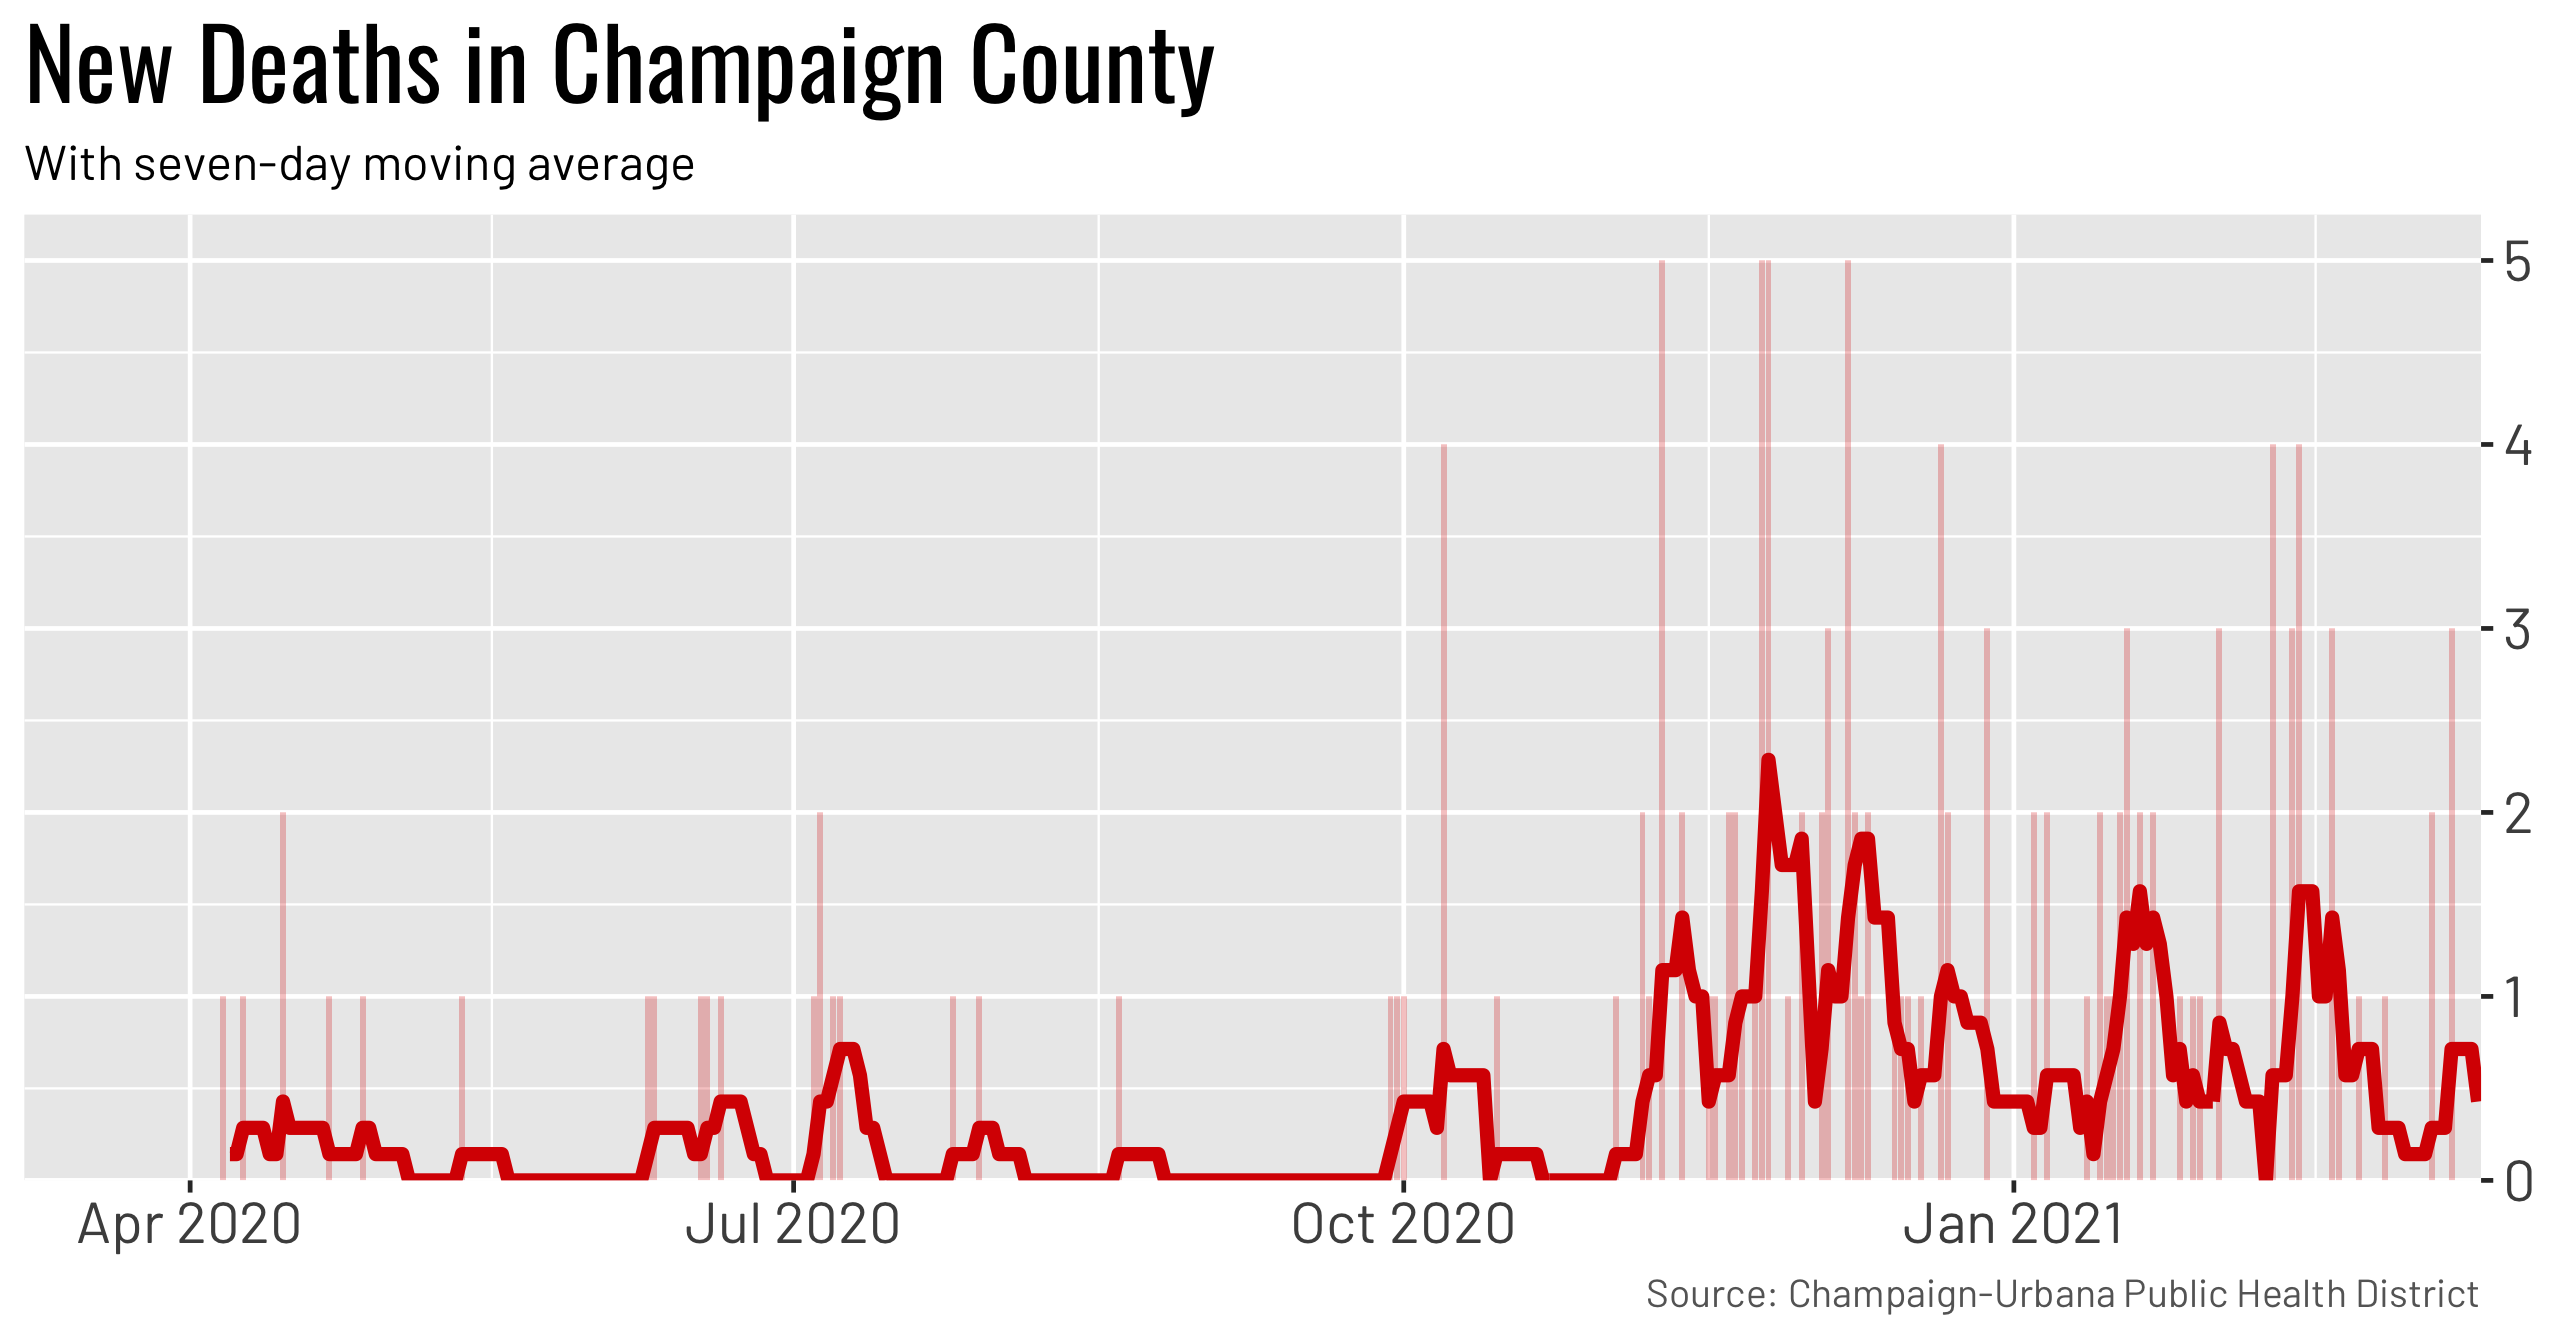 New Deaths in Champaign County
With seven-day moving average
5
4
3
2
1
0
Apr 2020 Jul 2020 Oct 2020 Jan 2021
Source: Champaign-Urbana Public Health District